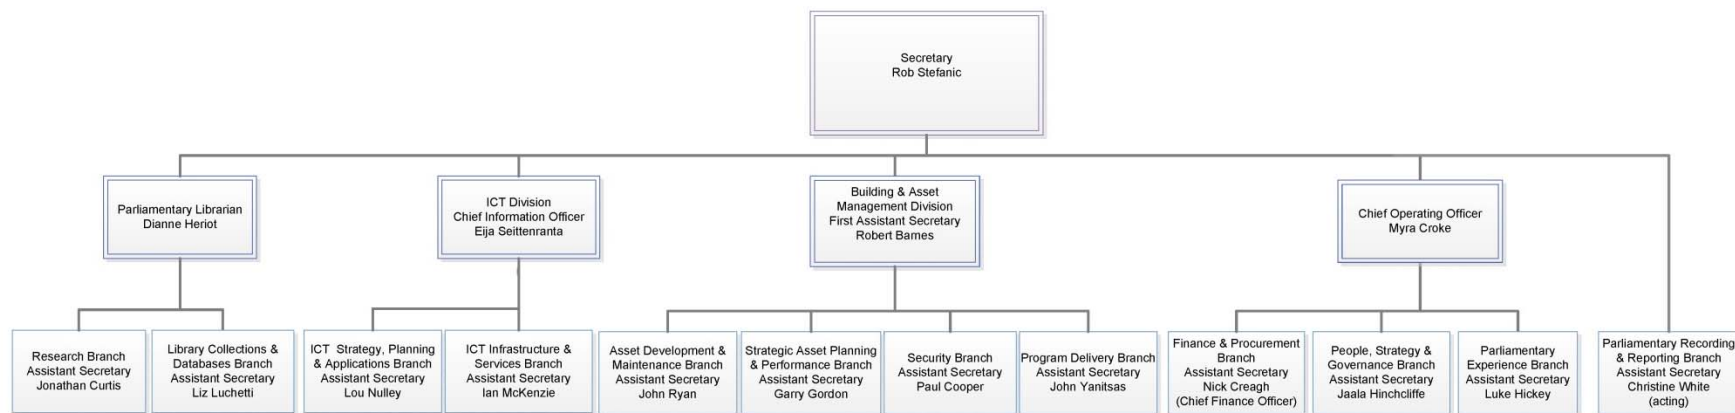 Secretary
Rob Stefanic
Parliamentary Librarian
Dianne Heriot
ICT Division
Chief Information Officer
Eija Seittenranta
Building & Asset
Management Division
First Assistant Secretary
Robert Barnes
Chief Operating Officer
Myra Croke
Research Branch
Assistant Secretary
Jonathan Curtis
Library Collections &
Databases Branch
Assistant Secretary
Liz Luchetti
ICT Strategy, Planning
& Applications Branch
Assistant Secretary
Lou Nulley
ICT Infrastructure &
Services Branch
Assistant Secretary
Ian McKenzie
Asset Development &
Maintenance Branch
Assistant Secretary
John Ryan
Strategic Asset Planning
& Performance Branch
Assistant Secretary
Garry Gordon
Security Branch
Assistant Secretary
Paul Cooper
Program Delivery Branch
Assistant Secretary
John Yanitsas
Finance & Procurement
Branch
Assistant Secretary
Nick Creagh
(Chief Finance Officer)
People, Strategy &
Governance Branch
Assistant Secretary
Jaala Hinchcliffe
Parliamentary
Experience Branch
Assistant Secretary
Luke Hickey
Parliamentary Recording
& Reporting Branch
Assistant Secretary
Christine White
(acting)